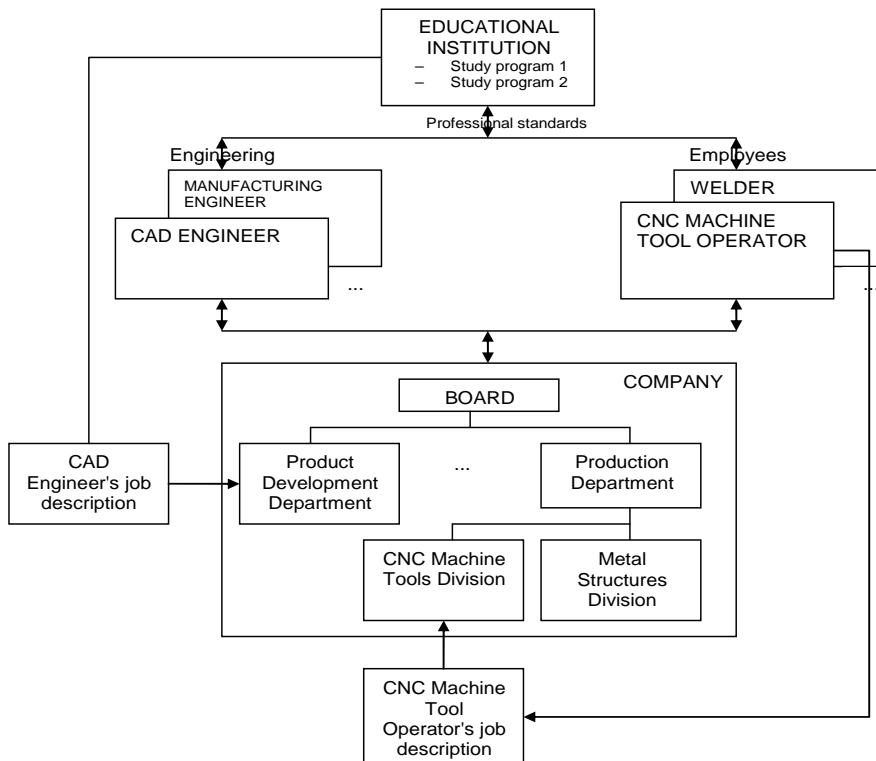 EDUCATIONAL
INSTITUTION
– Study program 1
– Study program 2
Professional standards
Engineering
Employees
MANUFACTURING
ENGINEER
CAD ENGINEER
...
WELDER
CNC MACHINE
TOOL OPERATOR
...
COMPANY
BOARD
CAD
Engineer's job
description
Product
Development
Department
...
Production
Department
CNC Machine
Tools Division
Metal
Structures
Division
CNC Machine
Tool
Operator's job
description